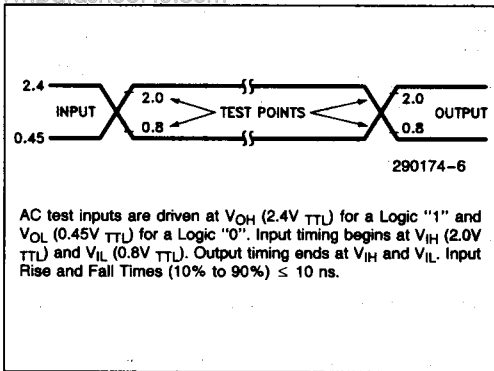 2.4
INPUT
2.0
TEST POINTS
2.0
OUTPUT
0.8
0.8
0.45
290174-6
AC test inputs are driven at VOH (2.4V TTL) for a Logic "1" and
VOL (0.45V TTL) for a Logic "0". Input timing begins at VIH (2.0V
TTL) and VIL (0.8V TTL). Output timing ends at VIH and VIL. Input
Rise and Fall Times (10% to 90%) ≤ 10 ns.